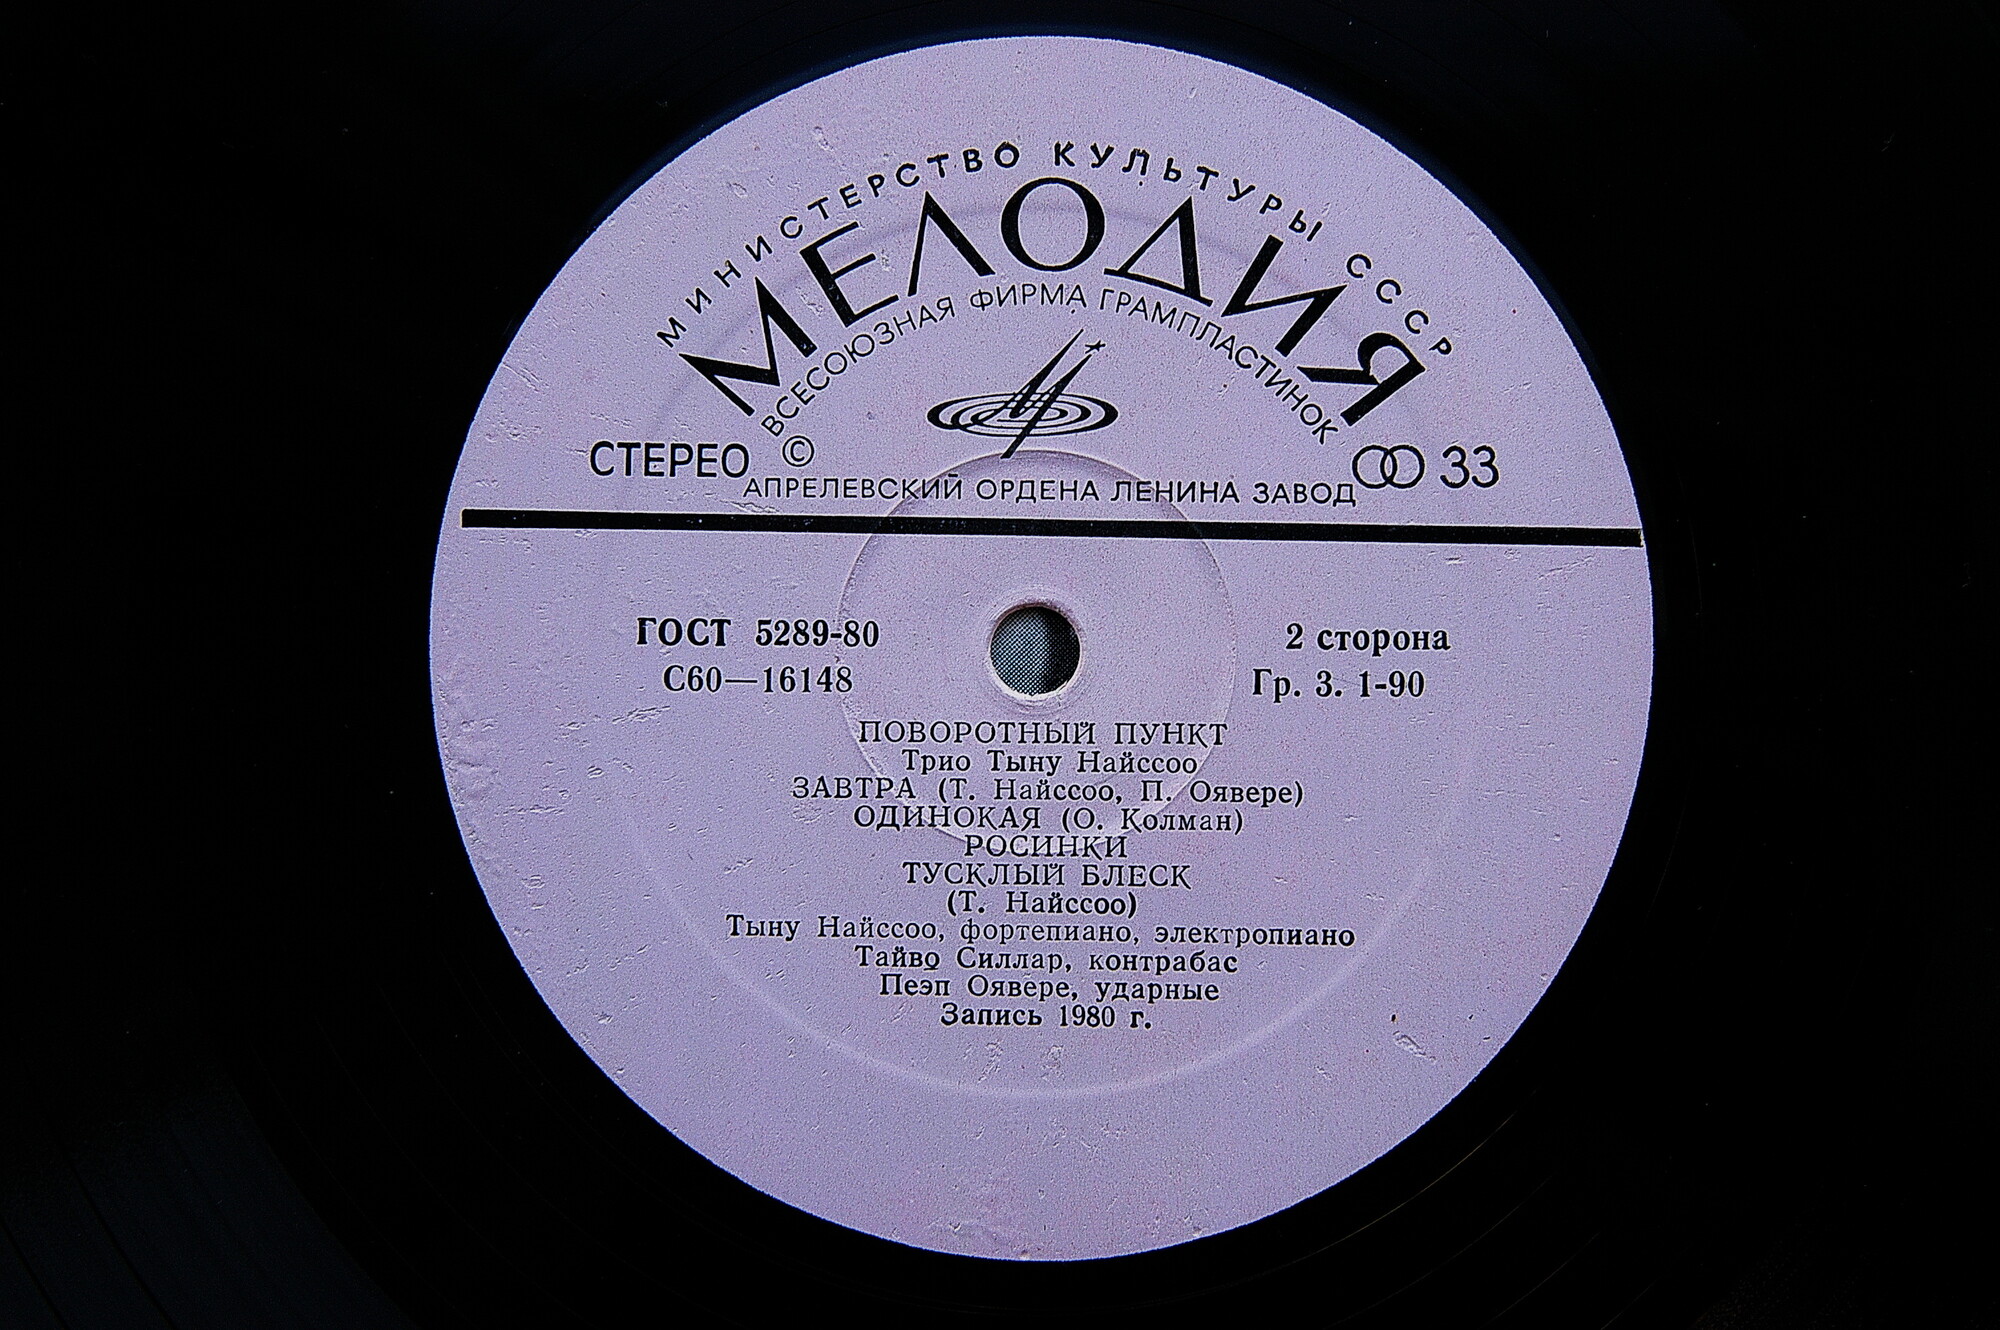 МИНИСТЕРСТВО КУЛЬТУРЫ СССР
МЕЛОДИЯ
ВСЕСОЮЗНАЯ ФИРМА ГРАМПЛАСТИНОК
СТЕРЕО © 33
АПРЕЛЕВСКИЙ ОРДЕНА ЛЕНИНА ЗАВОД
ГОСТ 5289-80 2 сторона
С60—16148 Гр. 3. 1-90
ПОВОРОТНЫЙ ПУНКТ
Трио Тыну Найссоо
ЗАВТРА (Т. Найссоо, П. Оявере)
ОДИНОКАЯ (О. Колман)
РОСИНКИ
ТУСКЛЫЙ БЛЕСК
(Т. Найссоо)
Тыну Найссоо, фортепиано, электропиано
Тайво Силлар, контрабас
Пеэп Оявере, ударные
Запись 1980 г.